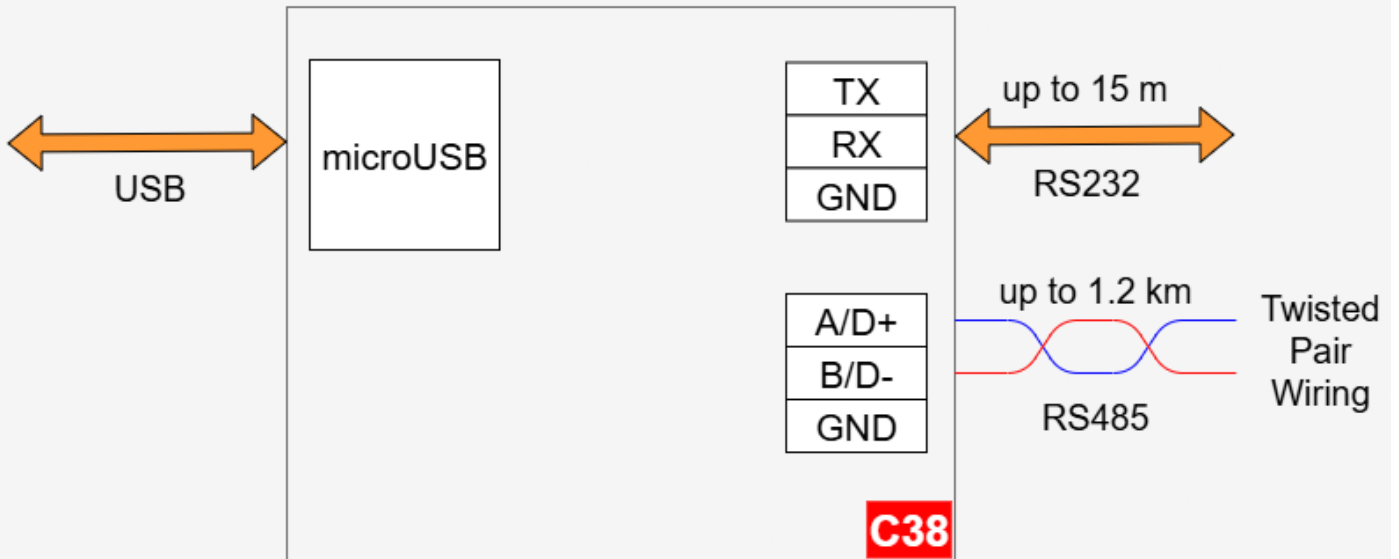 USB
microUSB
TX
RX
GND
up to 15 m
RS232
A/D+
B/D-
GND
up to 1.2 km
RS485
Twisted
Pair
Wiring
C38